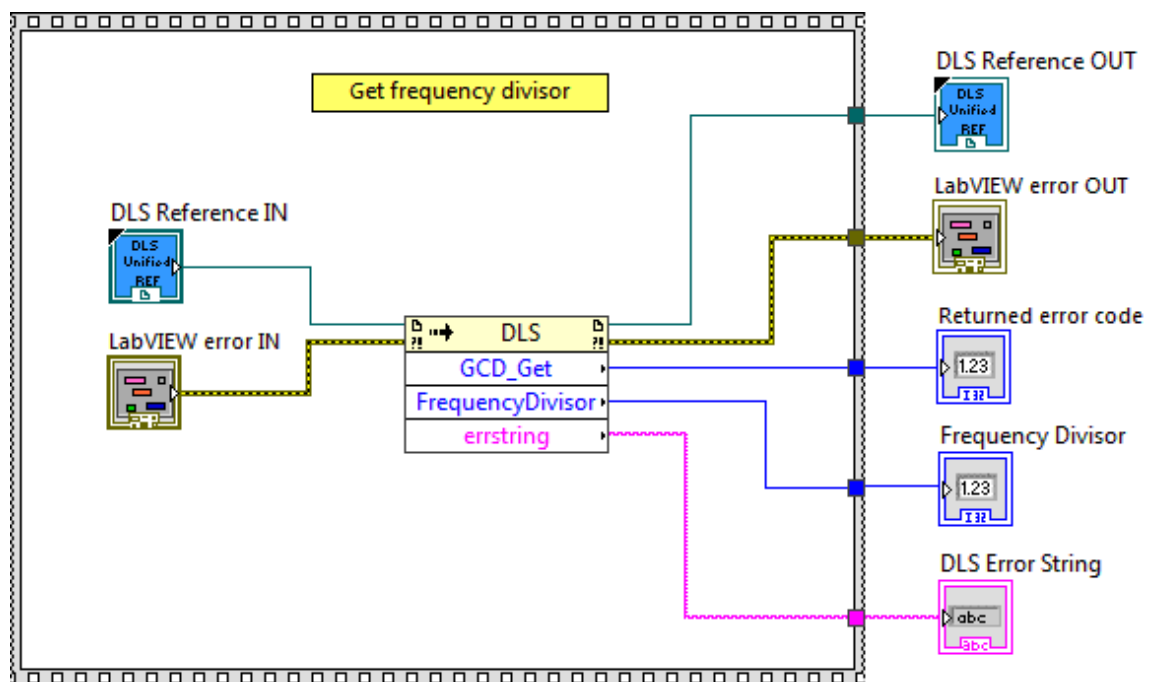 Get frequency divisor
DLS Reference IN
DLS
Unified
REF
LabVIEW error IN
?!
DLS
?!
GCD_Get
FrequencyDivisor
errstring
DLS Reference OUT
DLS
Unified
REF
LabVIEW error OUT
Returned error code
1.23
I32
Frequency Divisor
1.23
I32
DLS Error String
abc
abc